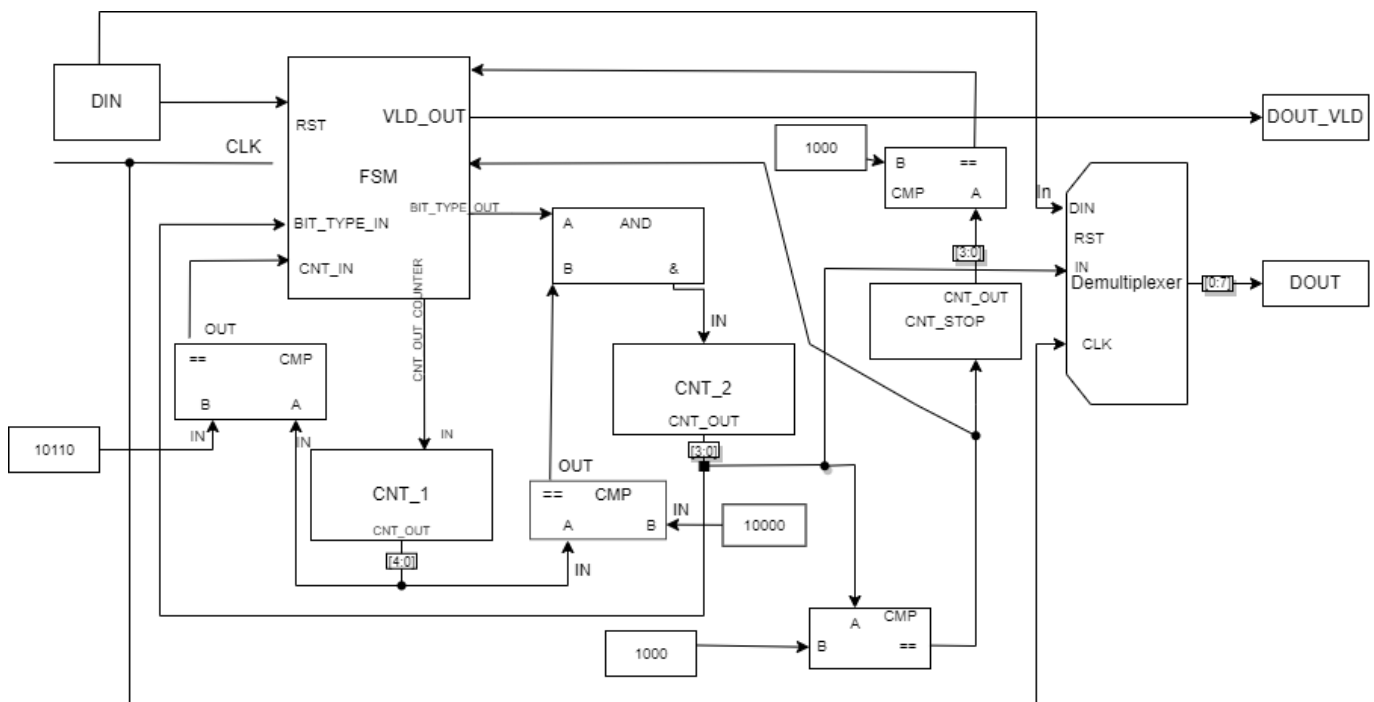 DIN
RST
VLD_OUT
DOUT_VLD
CLK
FSM
1000
B ==
CMP A
In
DIN
BIT_TYPE_OUT
A AND
BIT_TYPE_IN
RST
[3:0]
CNT_IN
B &
IN
Demultiplexer
[0:7]
DOUT
CNT_OUT_COUNTER
CNT_OUT
CNT_STOP
OUT
IN
CLK
== CMP
B A
CNT_2
CNT_OUT
10110
IN
IN
IN
[3:0]
OUT
CNT_1
== CMP
IN
A B
10000
CNT_OUT
[4:0]
IN
CMP
A
1000
B ==